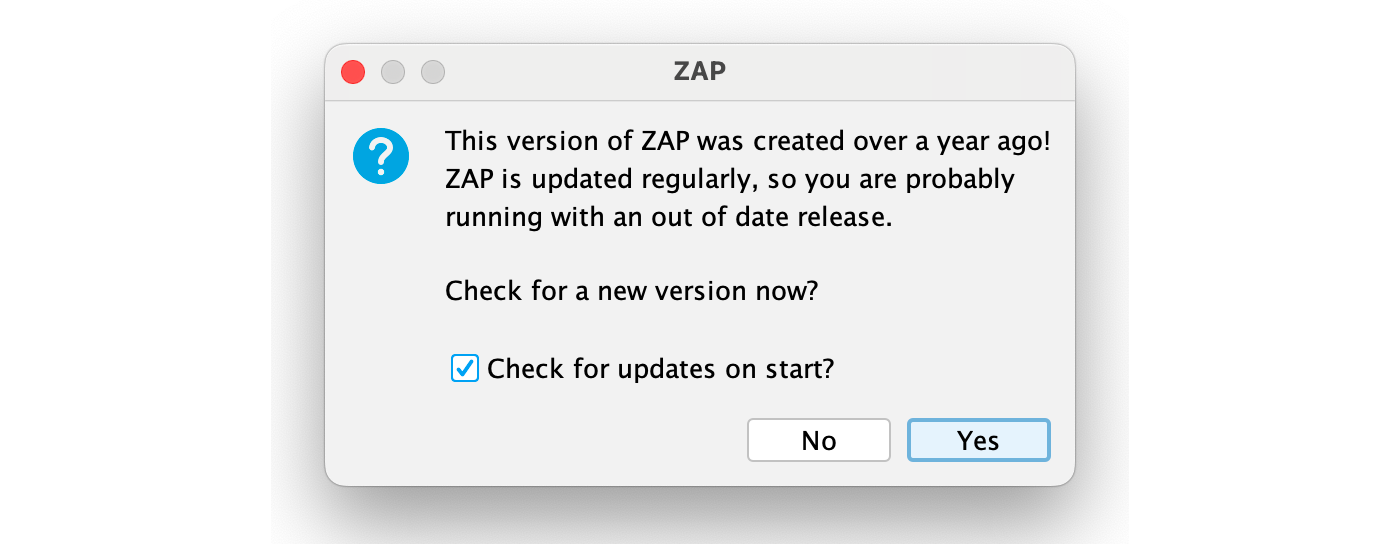 ZAP
This version of ZAP was created over a year ago!
ZAP is updated regularly, so you are probably
running with an out of date release.
Check for a new version now?
Check for updates on start?
No
Yes